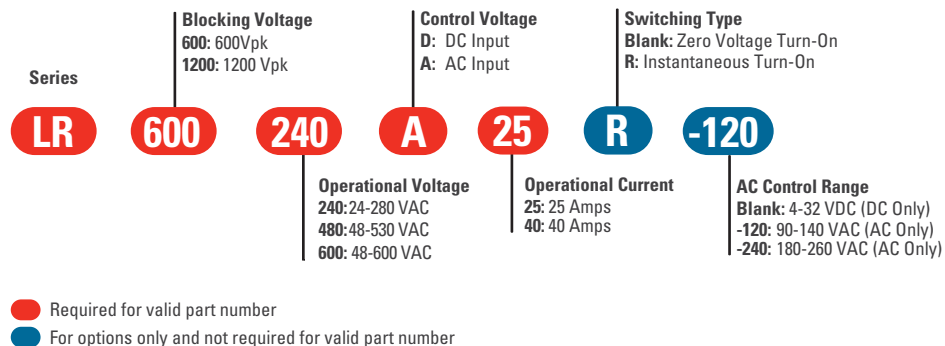 Blocking Voltage
600: 600Vpk
1200: 1200 Vpk
Control Voltage
D: DC Input
A: AC Input
Switching Type
Blank: Zero Voltage Turn-On
R: Instantaneous Turn-On
Series
LR 600 240 A 25 R -120
Operational Voltage
240: 24-280 VAC
480: 48-530 VAC
600: 48-600 VAC
Operational Current
25: 25 Amps
40: 40 Amps
AC Control Range
Blank: 4-32 VDC (DC Only)
-120: 90-140 VAC (AC Only)
-240: 180-260 VAC (AC Only)
Required for valid part number
For options only and not required for valid part number